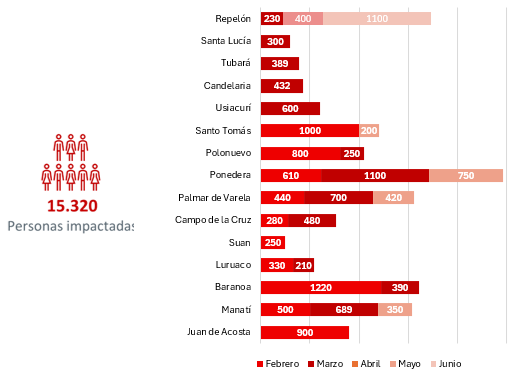 Repelón 230 400 1100
Santa Lucía 300
Tubará 389
Candelaria 432
Usiacurí 600
Santo Tomás 1000 200
Polonuevo 800 250
Ponedera 610 1100 750
Palmar de Varela 440 700 420
Campo de la Cruz 280 480
Suan 250
Luruaco 330 210
Baranoa 1220 390
Manatí 500 689 350
Juan de Acosta 900
Febrero Marzo Abril Mayo Junio
15.320
Personas impactadas